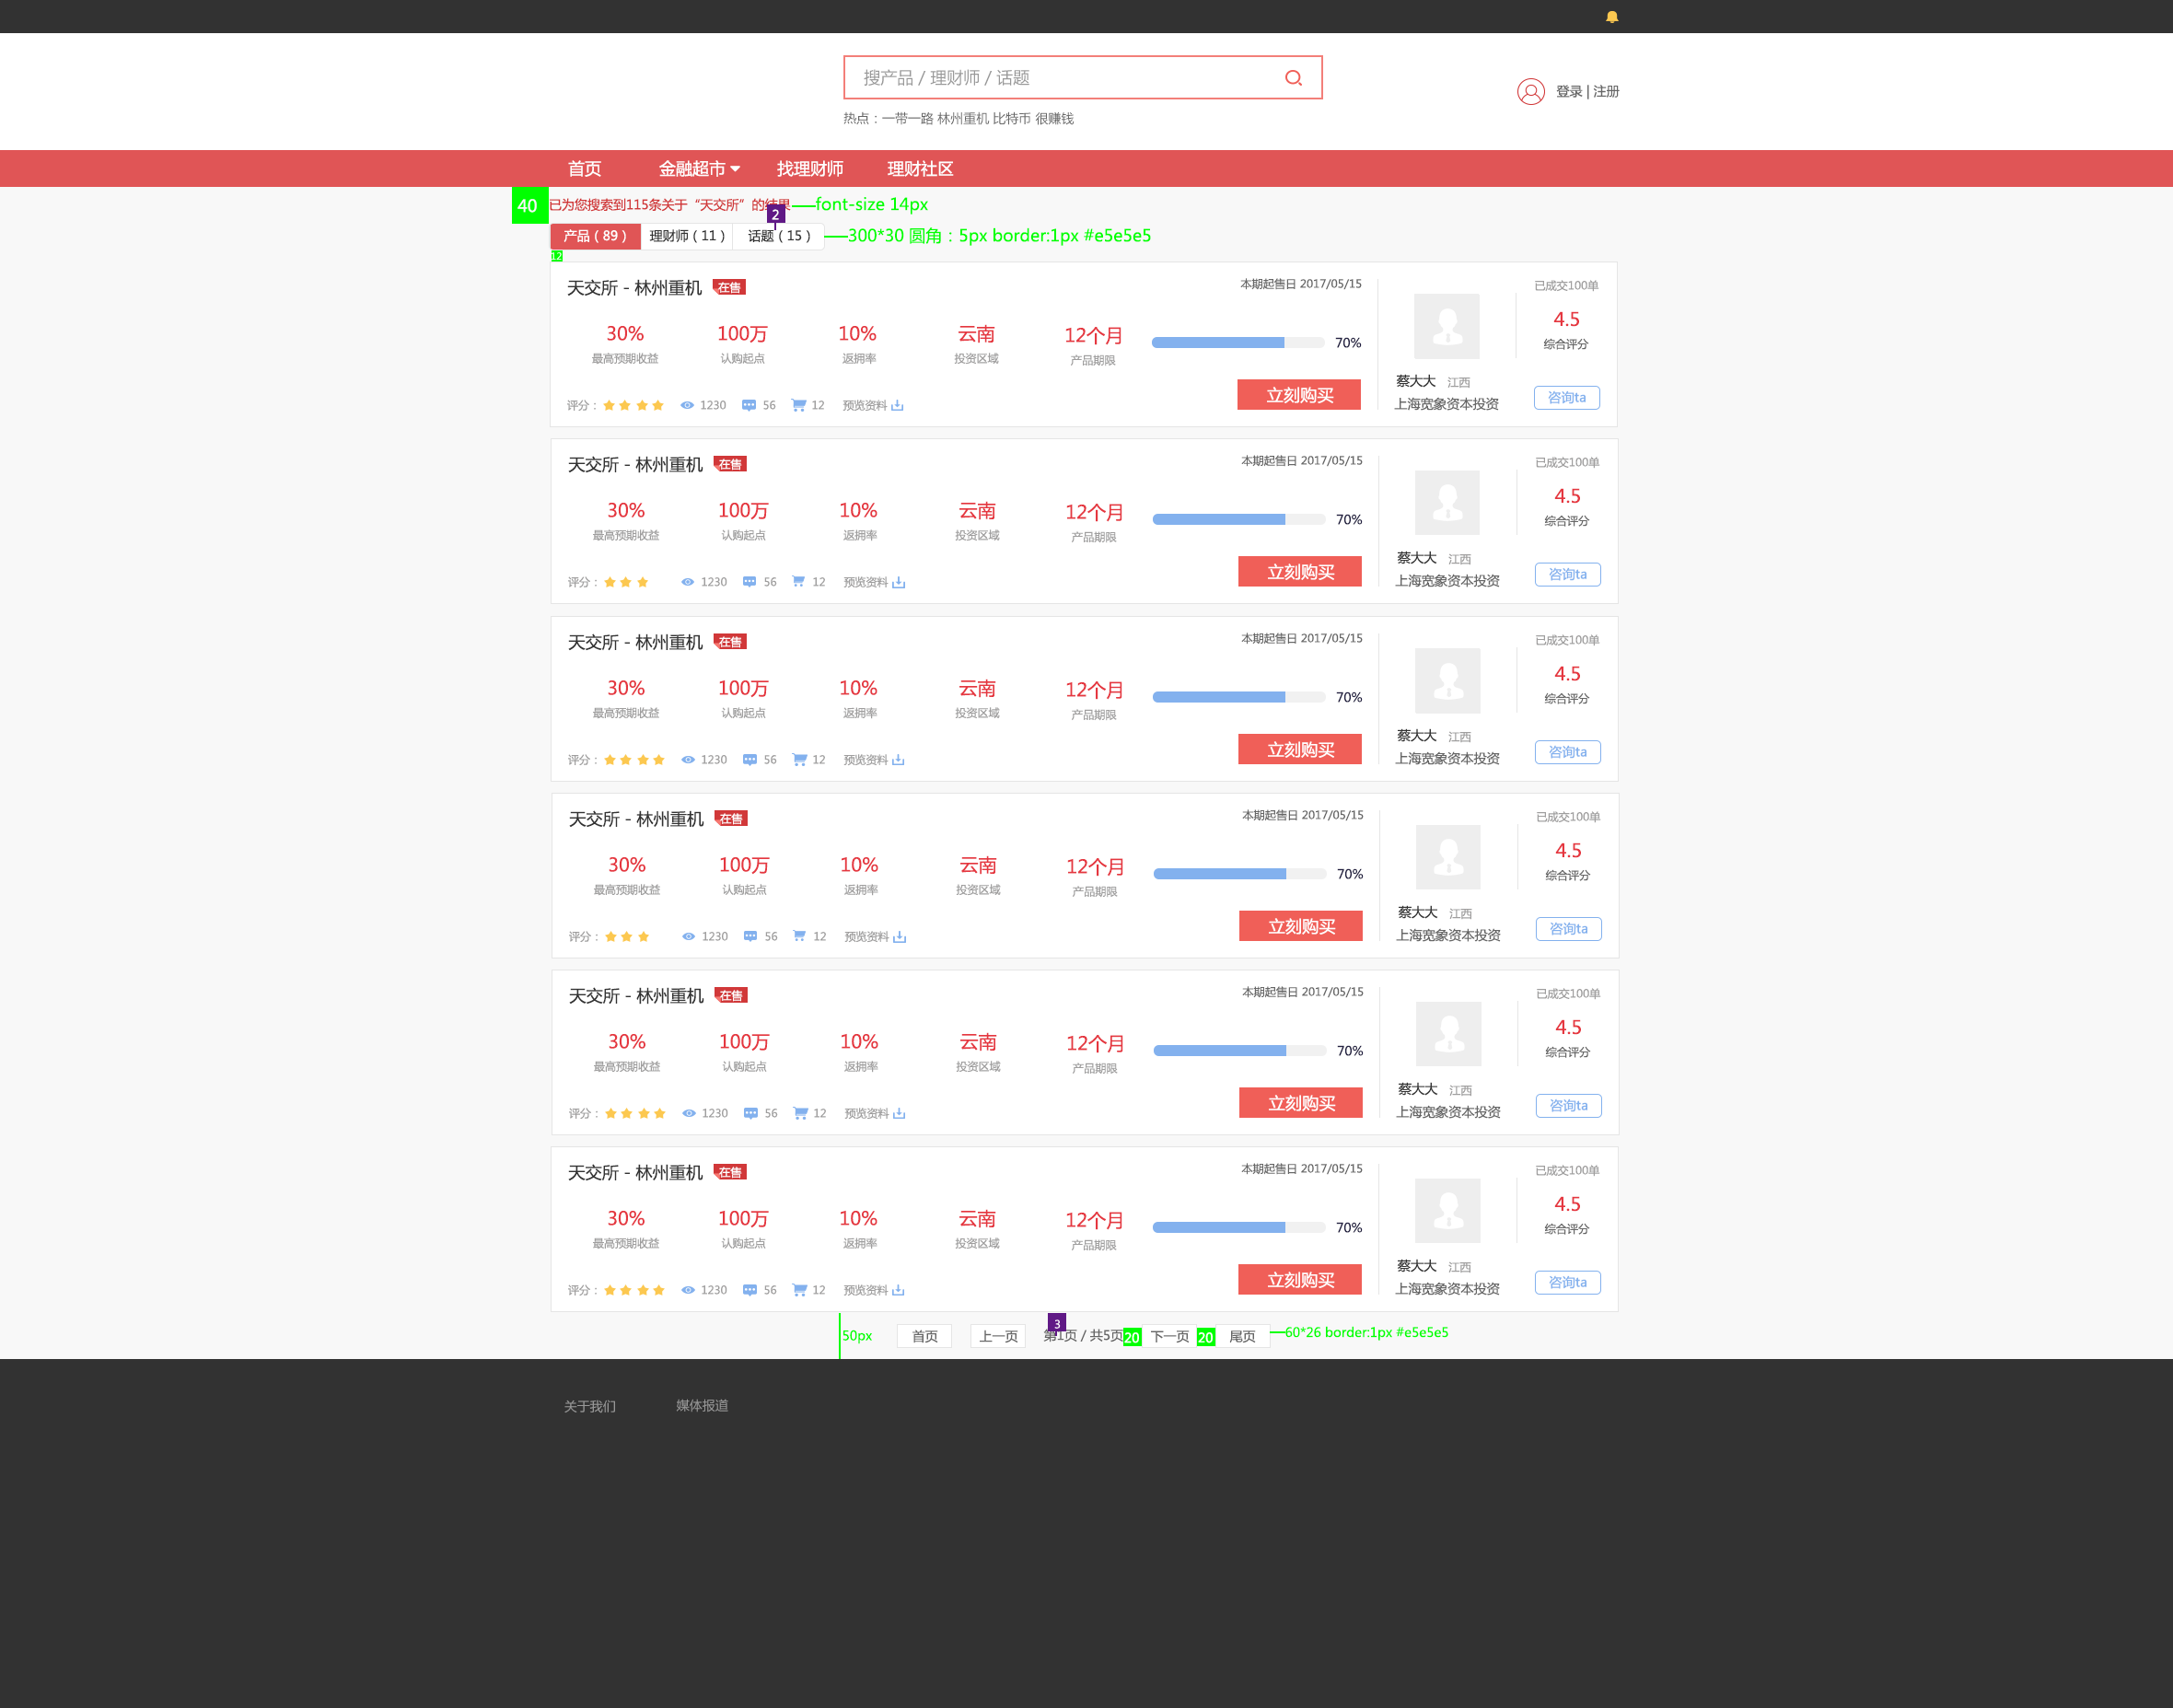 搜产品 / 理财师 / 话题
登录 | 注册
热点：一带一路 林州重机 比特币 很赚钱
首页 金融超市 找理财师 理财社区
40 已为您搜索到115条关于“天交所”的结果 font-size 14px
2
产品 ( 89 ) 理财师 ( 11 ) 话题 ( 15 ) 300*30 圆角：5px border:1px #e5e5e5
12
天交所 - 林州重机 在售 本期起售日 2017/05/15 已成交100单
30% 100万 10% 云南 12个月 70% 4.5
最高预期收益 认购起点 返拥率 投资区域 产品期限 综合评分
立刻购买 蔡大大 江西 咨询ta
评分： 1230 56 12 预览资料 上海宽象资本投资
天交所 - 林州重机 在售 本期起售日 2017/05/15 已成交100单
30% 100万 10% 云南 12个月 70% 4.5
最高预期收益 认购起点 返拥率 投资区域 产品期限 综合评分
立刻购买 蔡大大 江西 咨询ta
评分： 1230 56 12 预览资料 上海宽象资本投资
天交所 - 林州重机 在售 本期起售日 2017/05/15 已成交100单
30% 100万 10% 云南 12个月 70% 4.5
最高预期收益 认购起点 返拥率 投资区域 产品期限 综合评分
立刻购买 蔡大大 江西 咨询ta
评分： 1230 56 12 预览资料 上海宽象资本投资
天交所 - 林州重机 在售 本期起售日 2017/05/15 已成交100单
30% 100万 10% 云南 12个月 70% 4.5
最高预期收益 认购起点 返拥率 投资区域 产品期限 综合评分
立刻购买 蔡大大 江西 咨询ta
评分： 1230 56 12 预览资料 上海宽象资本投资
天交所 - 林州重机 在售 本期起售日 2017/05/15 已成交100单
30% 100万 10% 云南 12个月 70% 4.5
最高预期收益 认购起点 返拥率 投资区域 产品期限 综合评分
立刻购买 蔡大大 江西 咨询ta
评分： 1230 56 12 预览资料 上海宽象资本投资
天交所 - 林州重机 在售 本期起售日 2017/05/15 已成交100单
30% 100万 10% 云南 12个月 70% 4.5
最高预期收益 认购起点 返拥率 投资区域 产品期限 综合评分
立刻购买 蔡大大 江西 咨询ta
评分： 1230 56 12 预览资料 上海宽象资本投资
3
50px 首页 上一页 第1页 / 共5页 20 下一页 20 尾页 60*26 border:1px #e5e5e5
关于我们 媒体报道